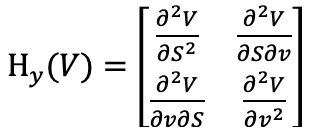 H_y(V) = [ ∂²V/∂S² ∂²V/∂S∂v
∂²V/∂v∂S ∂²V/∂v² ]